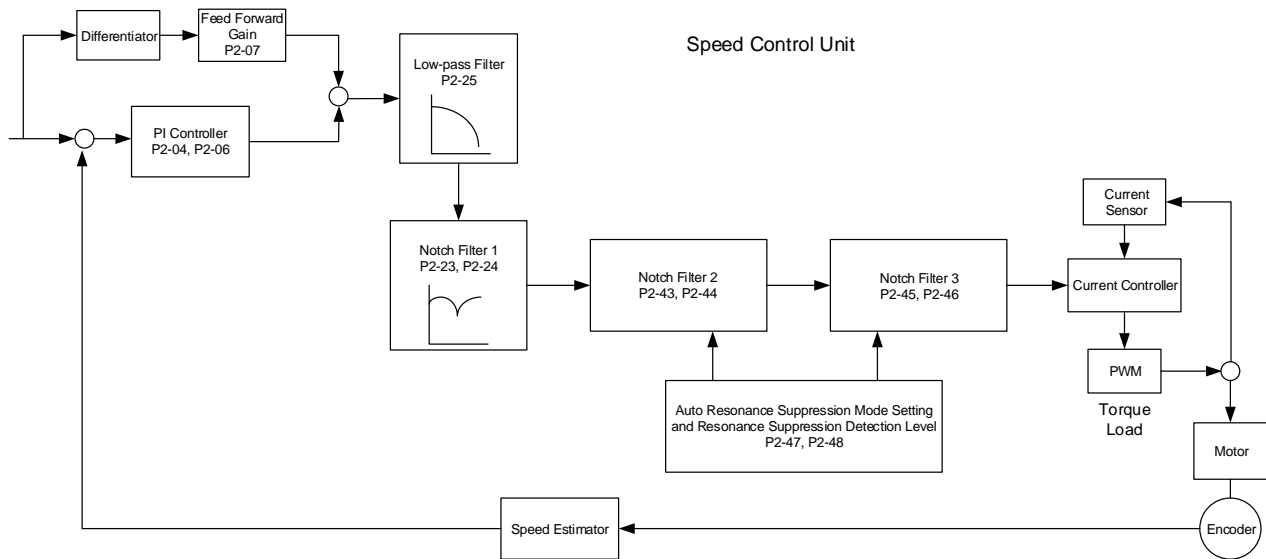 Speed Control Unit
Differentiator
Feed Forward
Gain
P2-07
Low-pass Filter
P2-25
PI Controller
P2-04, P2-06
Notch Filter 1
P2-23, P2-24
Notch Filter 2
P2-43, P2-44
Notch Filter 3
P2-45, P2-46
Current
Sensor
Current Controller
PWM
Torque
Load
Auto Resonance Suppression Mode Setting
and Resonance Suppression Detection Level
P2-47, P2-48
Motor
Speed Estimator
Encoder